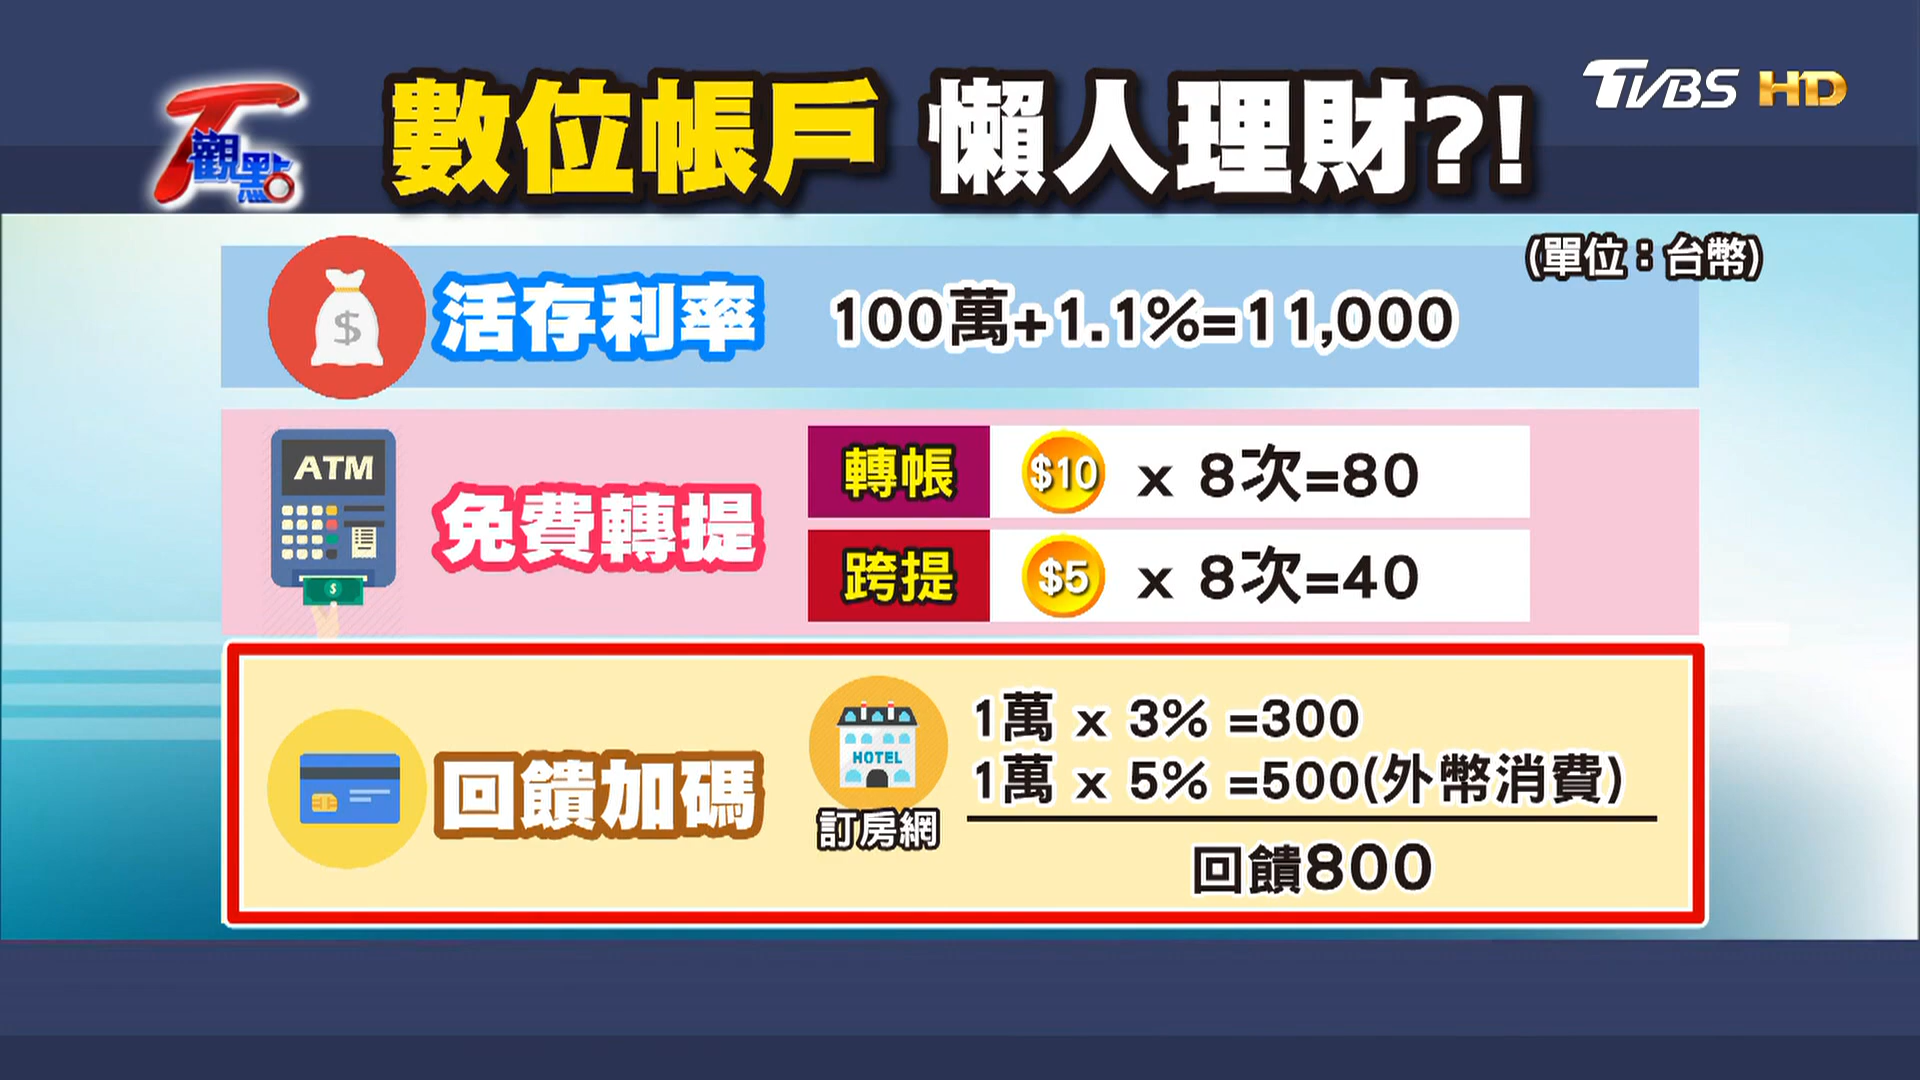 T觀點
數位帳戶 懶人理財?!
TVBS HD
(單位：台幣)
活存利率 100萬+1.1%=11,000
ATM
免費轉提
轉帳 $10 x 8次=80
跨提 $5 x 8次=40
回饋加碼
HOTEL
訂房網
1萬 x 3% =300
1萬 x 5% =500(外幣消費)
回饋800